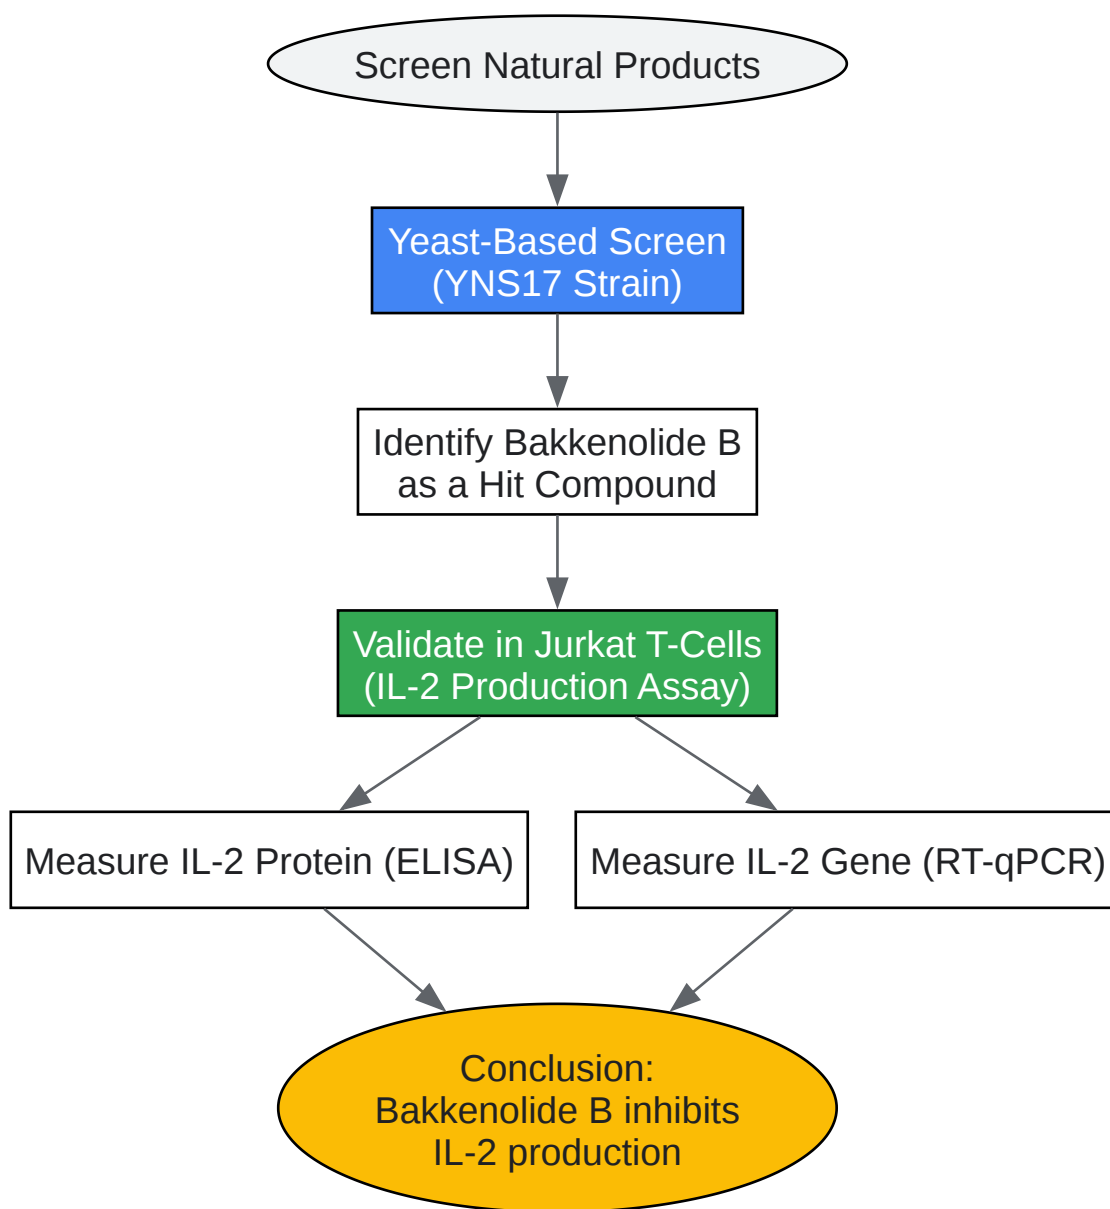 Screen Natural Products
Yeast-Based Screen
(YNS17 Strain)
Identify Bakkenolide B
as a Hit Compound
Validate in Jurkat T-Cells
(IL-2 Production Assay)
Measure IL-2 Protein (ELISA)
Measure IL-2 Gene (RT-qPCR)
Conclusion:
Bakkenolide B inhibits
IL-2 production